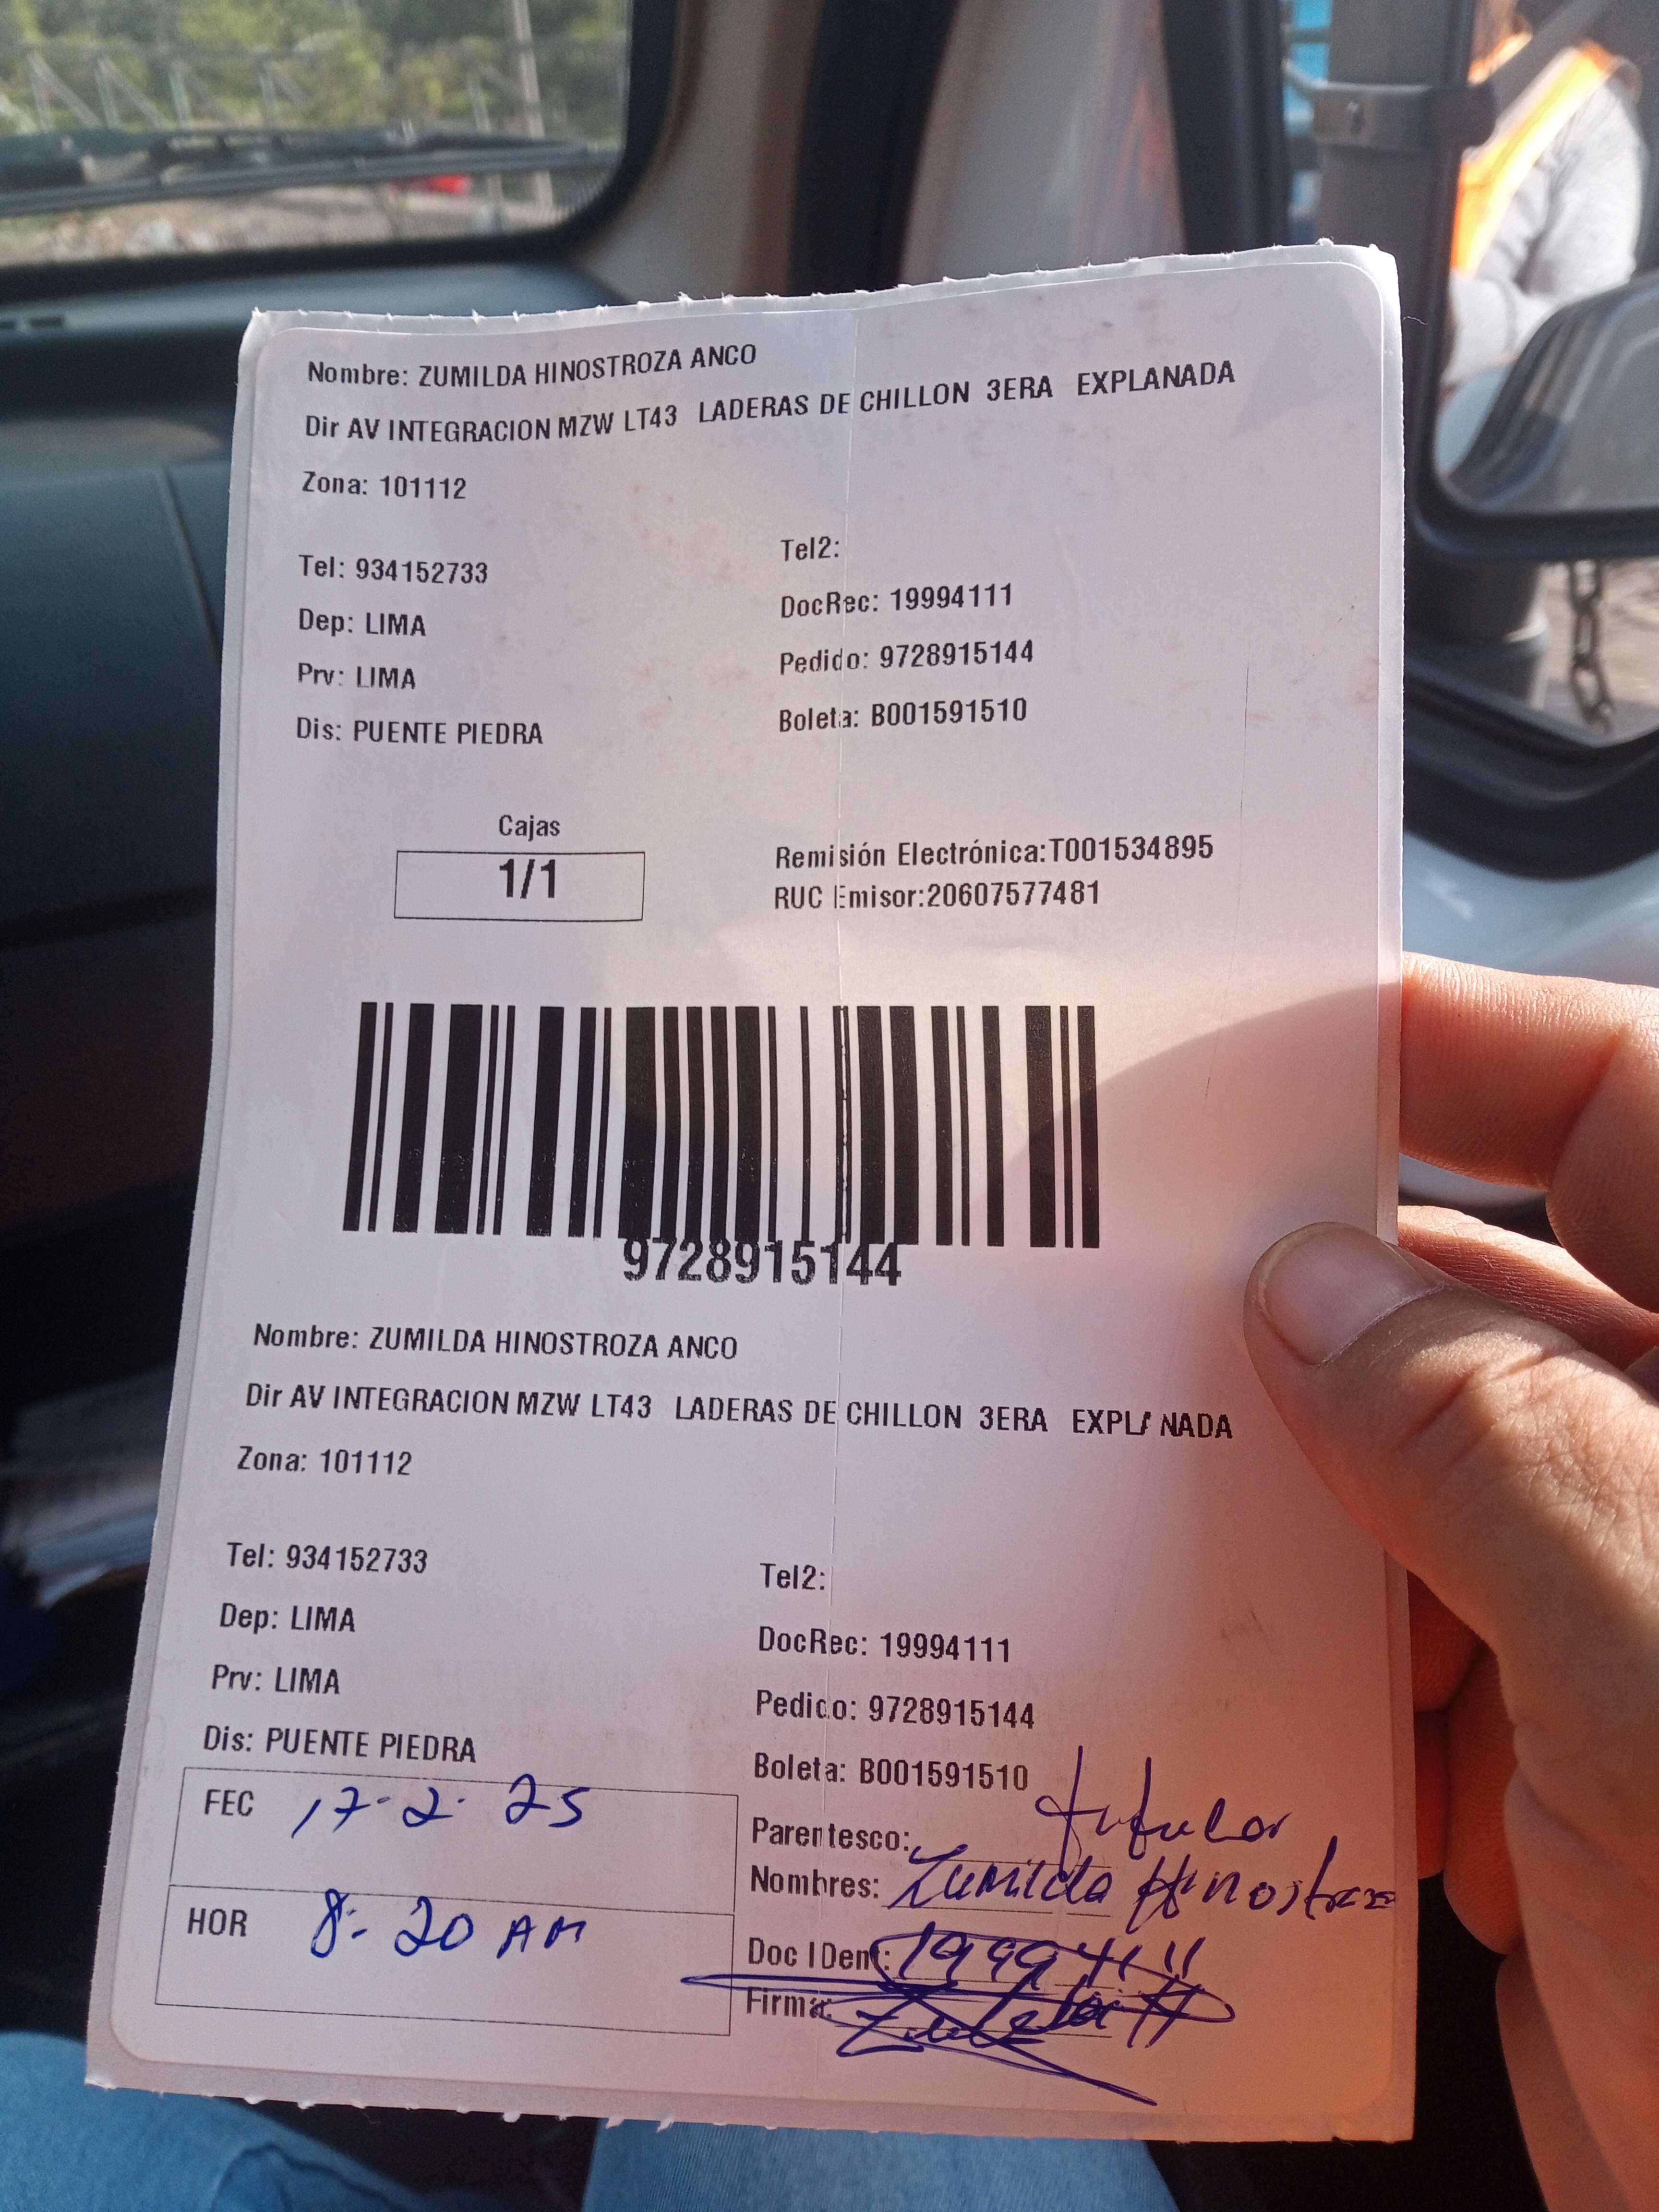 Nombre: ZUMILDA HINOSTROZA ANCO
Dir AV INTEGRACION MZW LT43 LADERAS DE CHILLON 3ERA EXPLANADA
Zona: 101112
Tel: 934152733
Tel2:
Dep: LIMA
DocRec: 19994111
Prv: LIMA
Pedido: 9728915144
Dis: PUENTE PIEDRA
Boleta: B001591510
Cajas
1/1
Remisión Electrónica:T001534895
RUC Emisor:20607577481
9728915144
Nombre: ZUMILDA HINOSTROZA ANCO
Dir AV INTEGRACION MZW LT43 LADERAS DE CHILLON 3ERA EXPLANADA
Zona: 101112
Tel: 934152733
Tel2:
Dep: LIMA
DocRec: 19994111
Prv: LIMA
Pedido: 9728915144
Dis: PUENTE PIEDRA
Boleta: B001591510
FEC 17-2-25
Parentesco: titular
Nombres: Zumilda Hinostroza
HOR 8:20 AM
Doc IDent: 19994111
Firma: